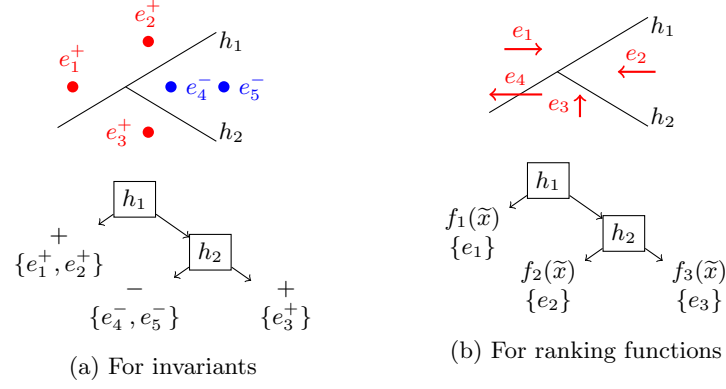 e_2^+
h_1
e_1^+
e_4^-
e_5^-
e_3^+
h_2
h_1
+
{e_1^+, e_2^+}
h_2
−
{e_4^-, e_5^-}
+
{e_3^+}
(a) For invariants
e_1
h_1
e_2
e_4
e_3
h_2
h_1
f_1(x̃)
{e_1}
h_2
f_2(x̃)
{e_2}
f_3(x̃)
{e_3}
(b) For ranking functions